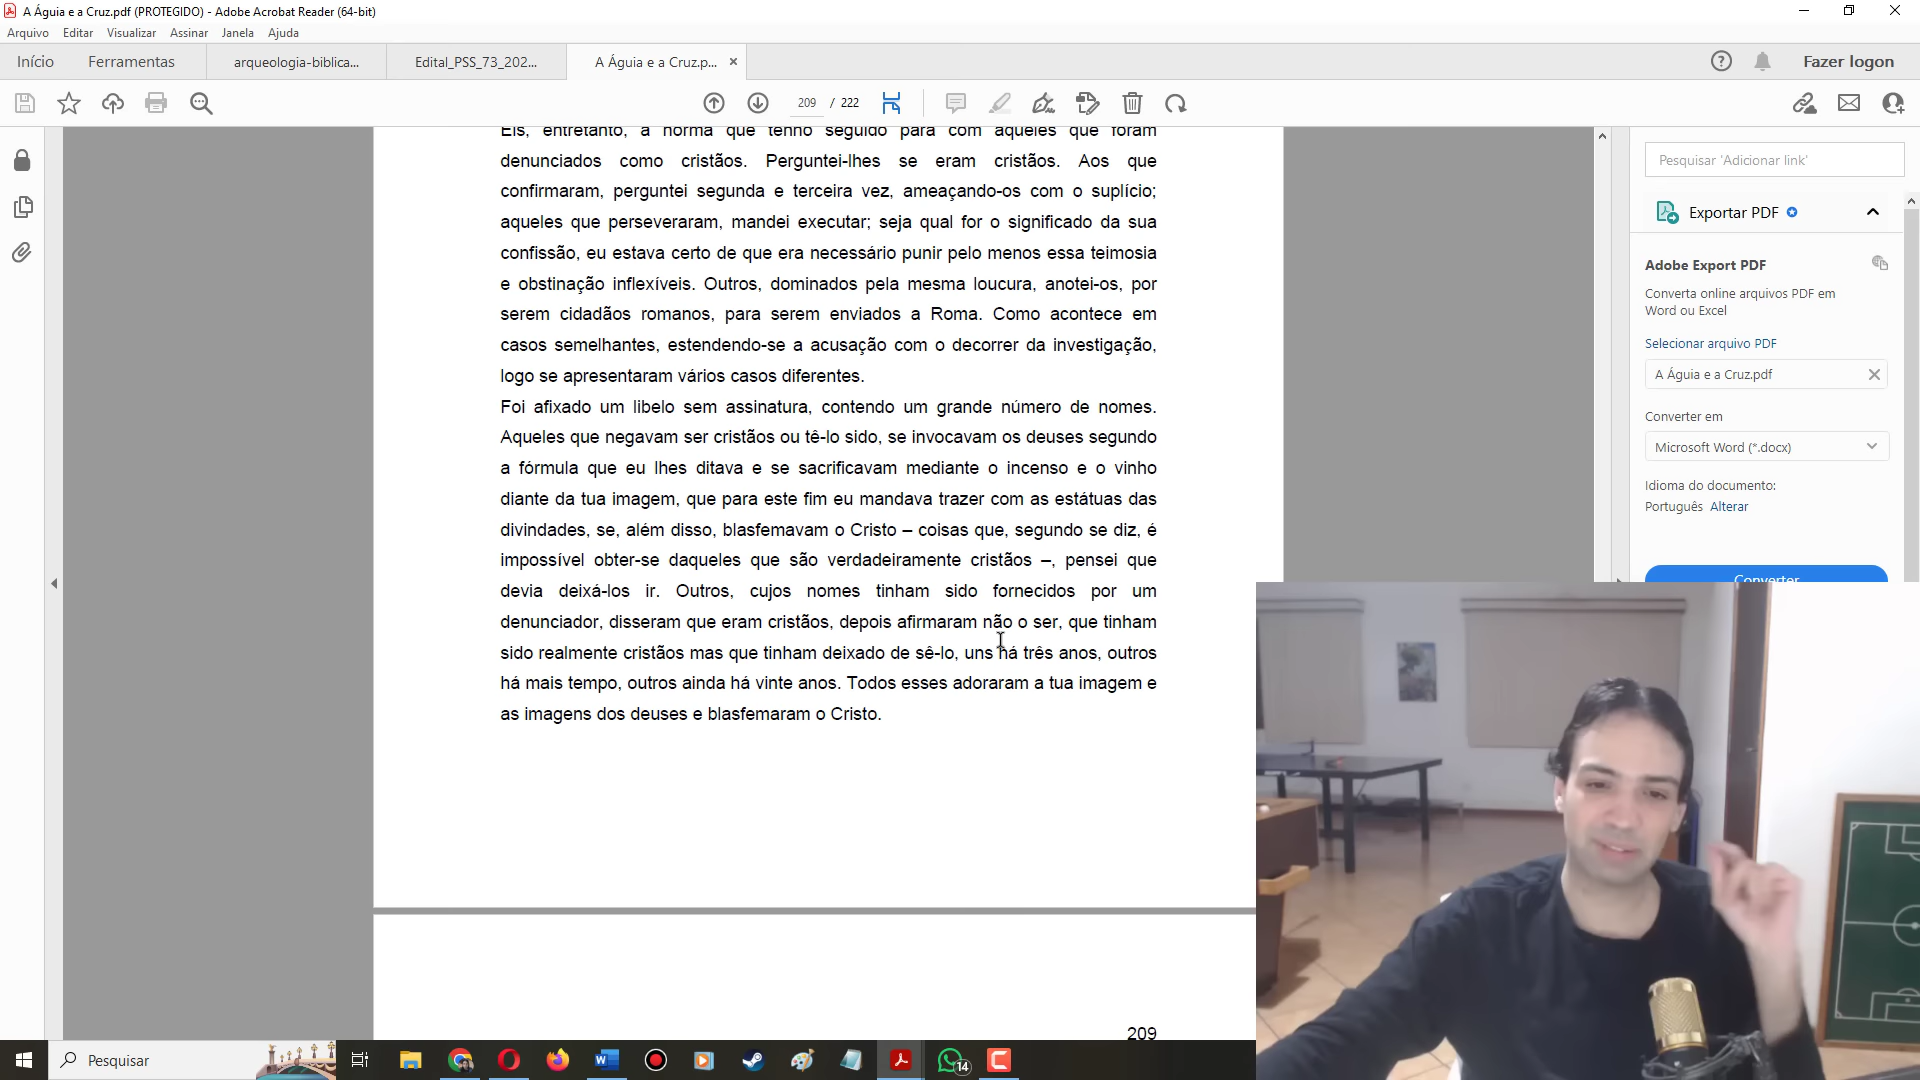 A Águia e a Cruz.pdf (PROTEGIDO) - Adobe Acrobat Reader (64-bit)
Arquivo Editar Visualizar Assinar Janela Ajuda
Início Ferramentas arqueologia-biblica... Edital_PSS_73_202... A Águia e a Cruz.p... Fazer logon
209 / 222
Eis, entretanto, a norma que tenho seguido para com aqueles que foram
denunciados como cristãos. Perguntei-lhes se eram cristãos. Aos que
confirmaram, perguntei segunda e terceira vez, ameaçando-os com o suplício;
aqueles que perseveraram, mandei executar; seja qual for o significado da sua
confissão, eu estava certo de que era necessário punir pelo menos essa teimosia
e obstinação inflexíveis. Outros, dominados pela mesma loucura, anotei-os, por
serem cidadãos romanos, para serem enviados a Roma. Como acontece em
casos semelhantes, estendendo-se a acusação com o decorrer da investigação,
logo se apresentaram vários casos diferentes.
Foi afixado um libelo sem assinatura, contendo um grande número de nomes.
Aqueles que negavam ser cristãos ou tê-lo sido, se invocavam os deuses segundo
a fórmula que eu lhes ditava e se sacrificavam mediante o incenso e o vinho
diante da tua imagem, que para este fim eu mandava trazer com as estátuas das
divindades, se, além disso, blasfemavam o Cristo – coisas que, segundo se diz, é
impossível obter-se daqueles que são verdadeiramente cristãos –, pensei que
devia deixá-los ir. Outros, cujos nomes tinham sido fornecidos por um
denunciador, disseram que eram cristãos, depois afirmaram não o ser, que tinham
sido realmente cristãos mas que tinham deixado de sê-lo, uns há três anos, outros
há mais tempo, outros ainda há vinte anos. Todos esses adoraram a tua imagem e
as imagens dos deuses e blasfemaram o Cristo.
209
Pesquisar 'Adicionar link'
Exportar PDF
Adobe Export PDF
Converta online arquivos PDF em
Word ou Excel
Selecionar arquivo PDF
A Águia e a Cruz.pdf
Converter em
Microsoft Word (*.docx)
Idioma do documento:
Português Alterar
Converter
Pesquisar
14